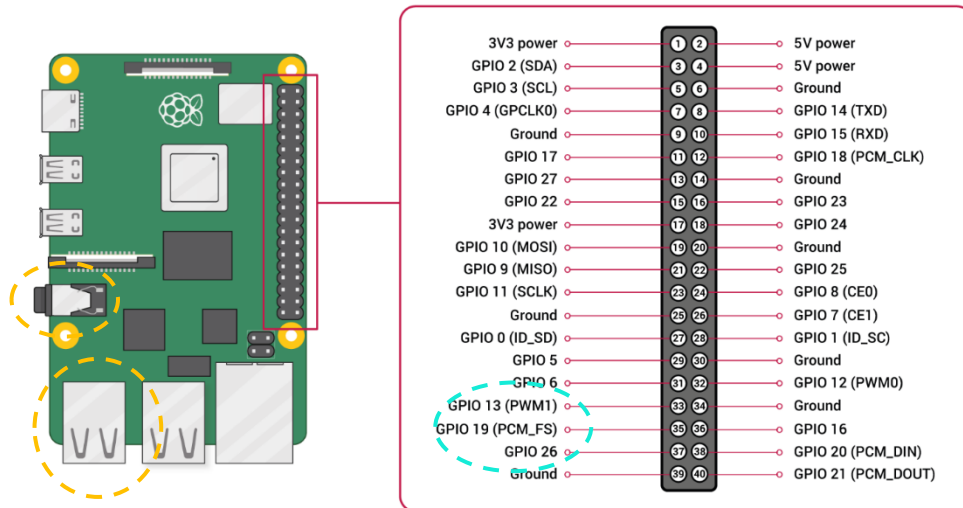 3V3 power 1 2 5V power
GPIO 2 (SDA) 3 4 5V power
GPIO 3 (SCL) 5 6 Ground
GPIO 4 (GPCLK0) 7 8 GPIO 14 (TXD)
Ground 9 10 GPIO 15 (RXD)
GPIO 17 11 12 GPIO 18 (PCM_CLK)
GPIO 27 13 14 Ground
GPIO 22 15 16 GPIO 23
3V3 power 17 18 GPIO 24
GPIO 10 (MOSI) 19 20 Ground
GPIO 9 (MISO) 21 22 GPIO 25
GPIO 11 (SCLK) 23 24 GPIO 8 (CE0)
Ground 25 26 GPIO 7 (CE1)
GPIO 0 (ID_SD) 27 28 GPIO 1 (ID_SC)
GPIO 5 29 30 Ground
GPIO 6 31 32 GPIO 12 (PWM0)
GPIO 13 (PWM1) 33 34 Ground
GPIO 19 (PCM_FS) 35 36 GPIO 16
GPIO 26 37 38 GPIO 20 (PCM_DIN)
Ground 39 40 GPIO 21 (PCM_DOUT)